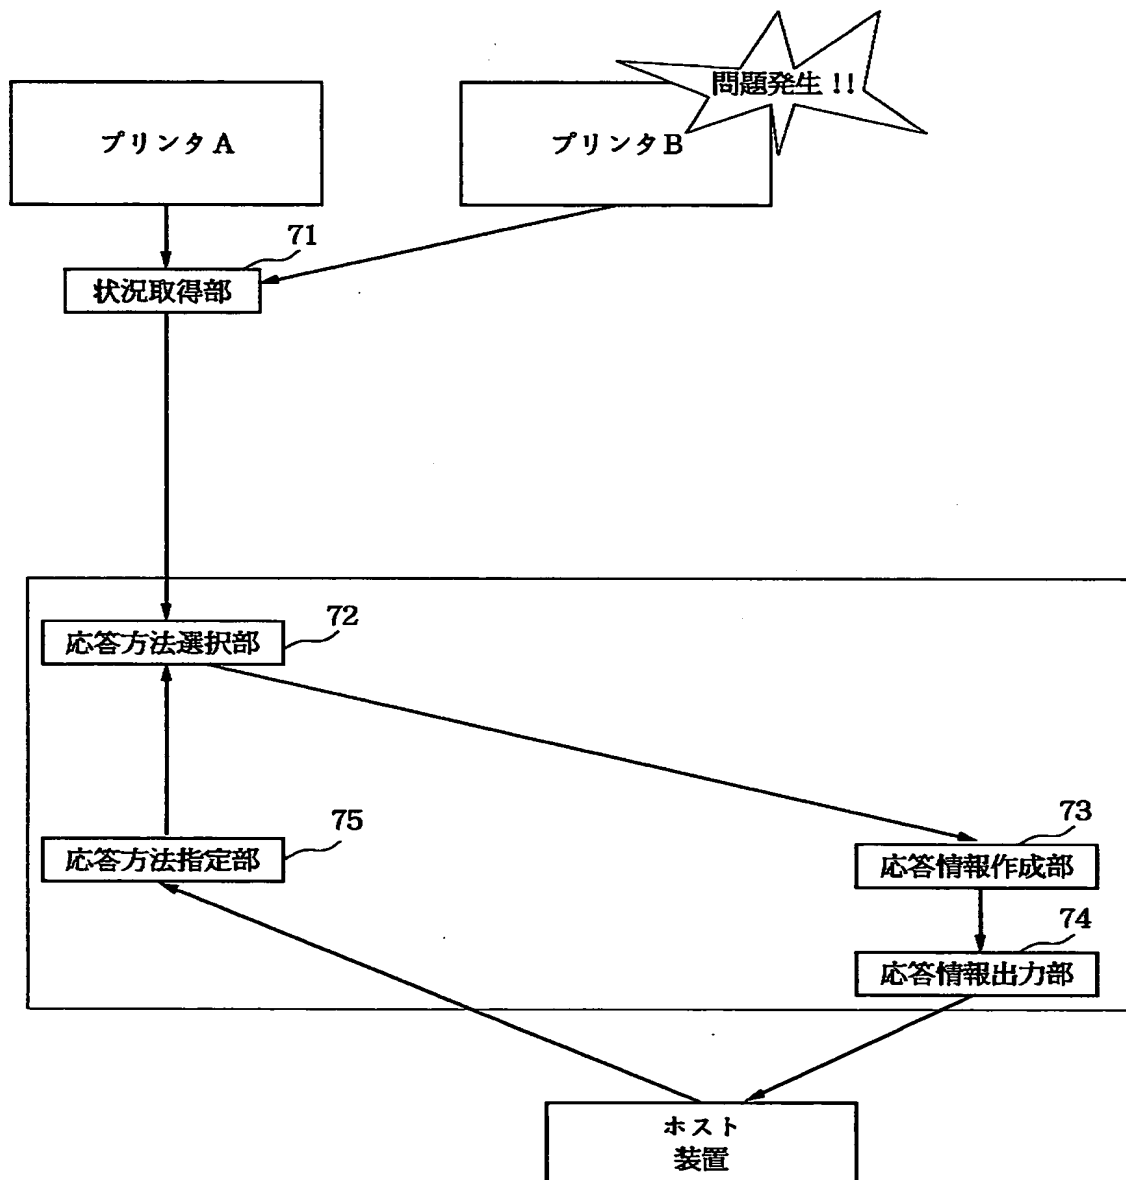 問題発生!!
プリンタA
プリンタB
71
状況取得部
72
応答方法選択部
75
応答方法指定部
73
応答情報作成部
74
応答情報出力部
ホスト
装置